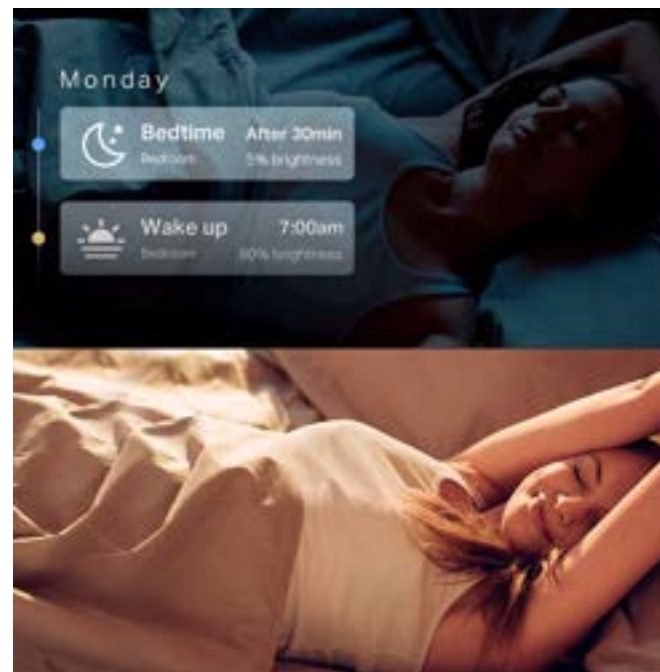 Monday
Bedtime After 30min
Bedroom 5% brightness
Wake up 7:00am
Bedroom 80% brightness